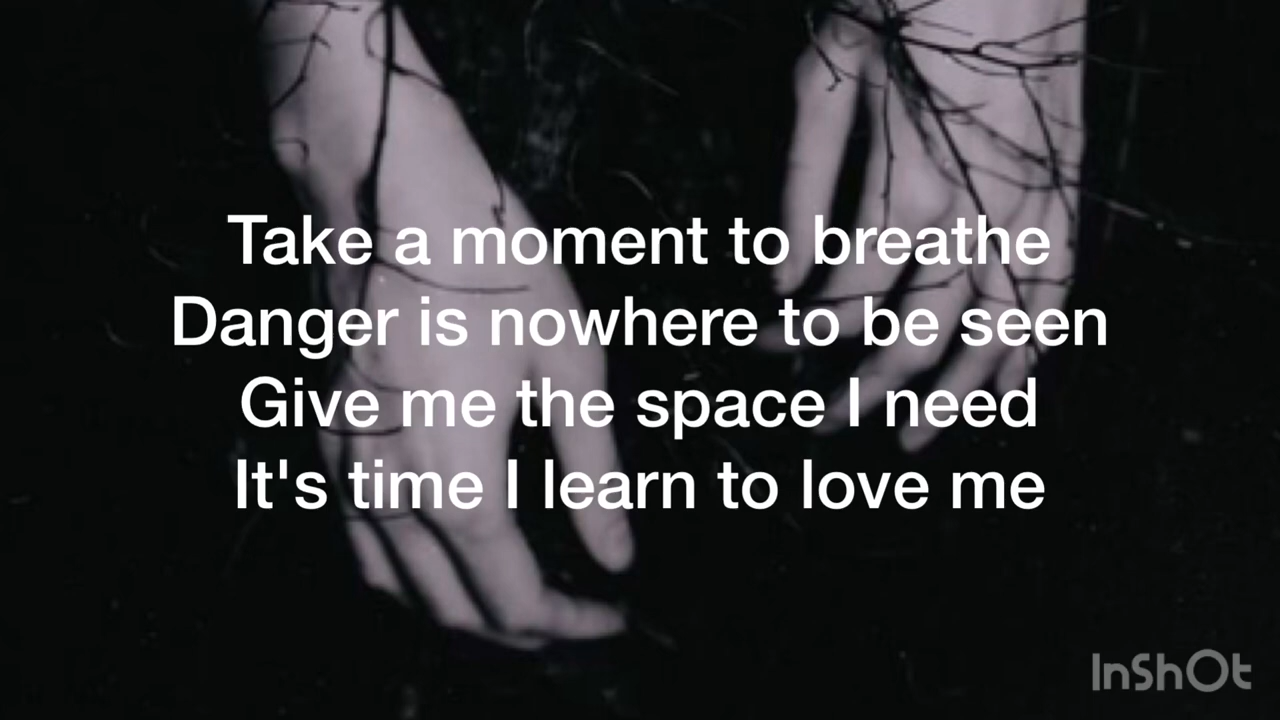 Take a moment to breathe
Danger is nowhere to be seen
Give me the space I need
It's time I learn to love me
InShOt